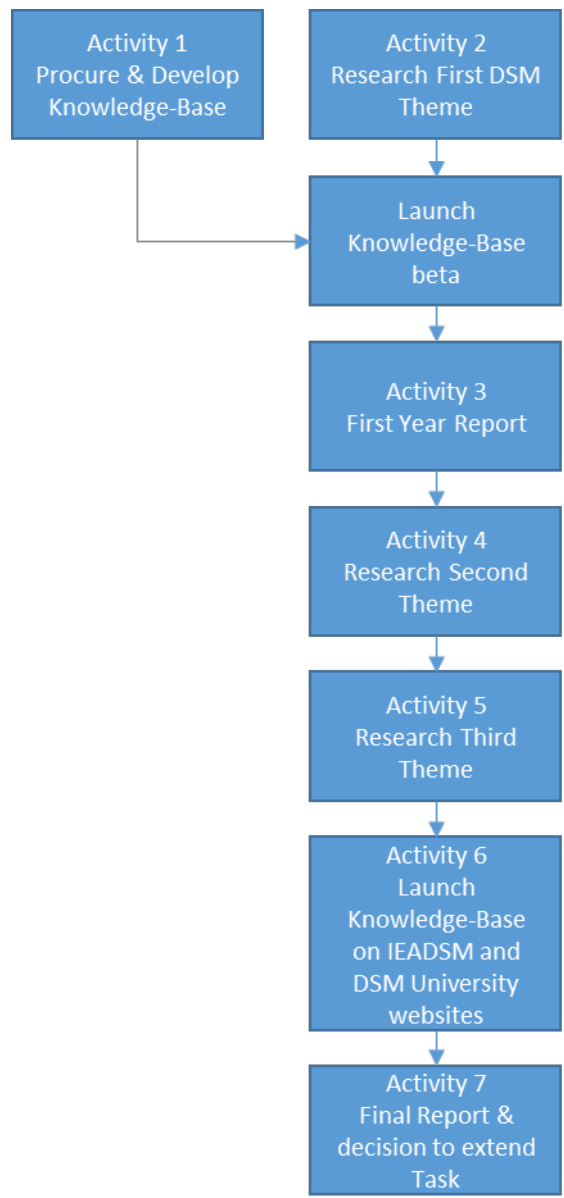 Activity 1
Procure & Develop
Knowledge-Base
Activity 2
Research First DSM
Theme
Launch
Knowledge-Base
beta
Activity 3
First Year Report
Activity 4
Research Second
Theme
Activity 5
Research Third
Theme
Activity 6
Launch
Knowledge-Base
on IEADSM and
DSM University
websites
Activity 7
Final Report &
decision to extend
Task